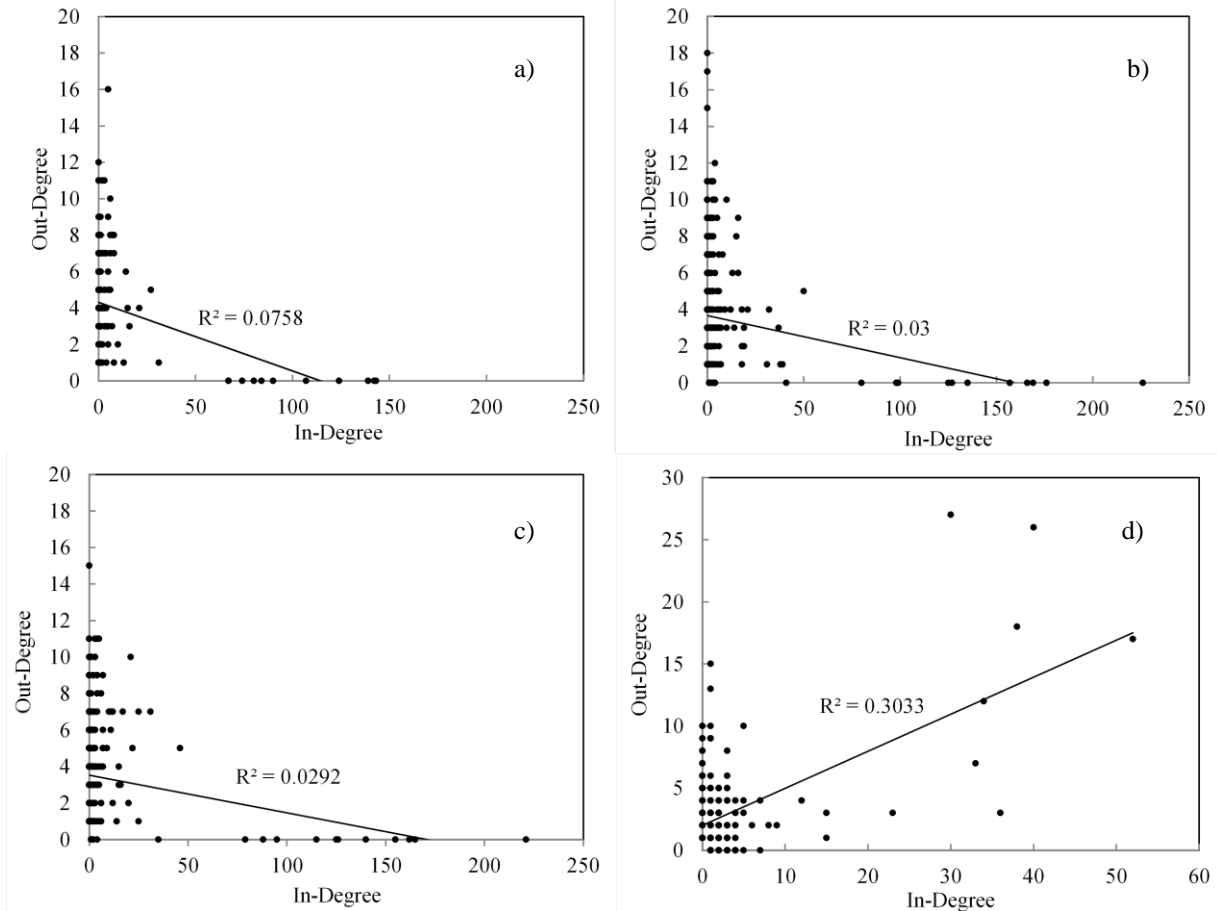 20
18
16
14
12
10
8
6
4
2
0
Out-Degree
a)
R² = 0.0758
0 50 100 150 200 250
In-Degree
20
18
16
14
12
10
8
6
4
2
0
Out-Degree
b)
R² = 0.03
0 50 100 150 200 250
In-Degree
20
18
16
14
12
10
8
6
4
2
0
Out-Degree
c)
R² = 0.0292
0 50 100 150 200 250
In-Degree
30
25
20
15
10
5
0
Out-Degree
d)
R² = 0.3033
0 10 20 30 40 50 60
In-Degree